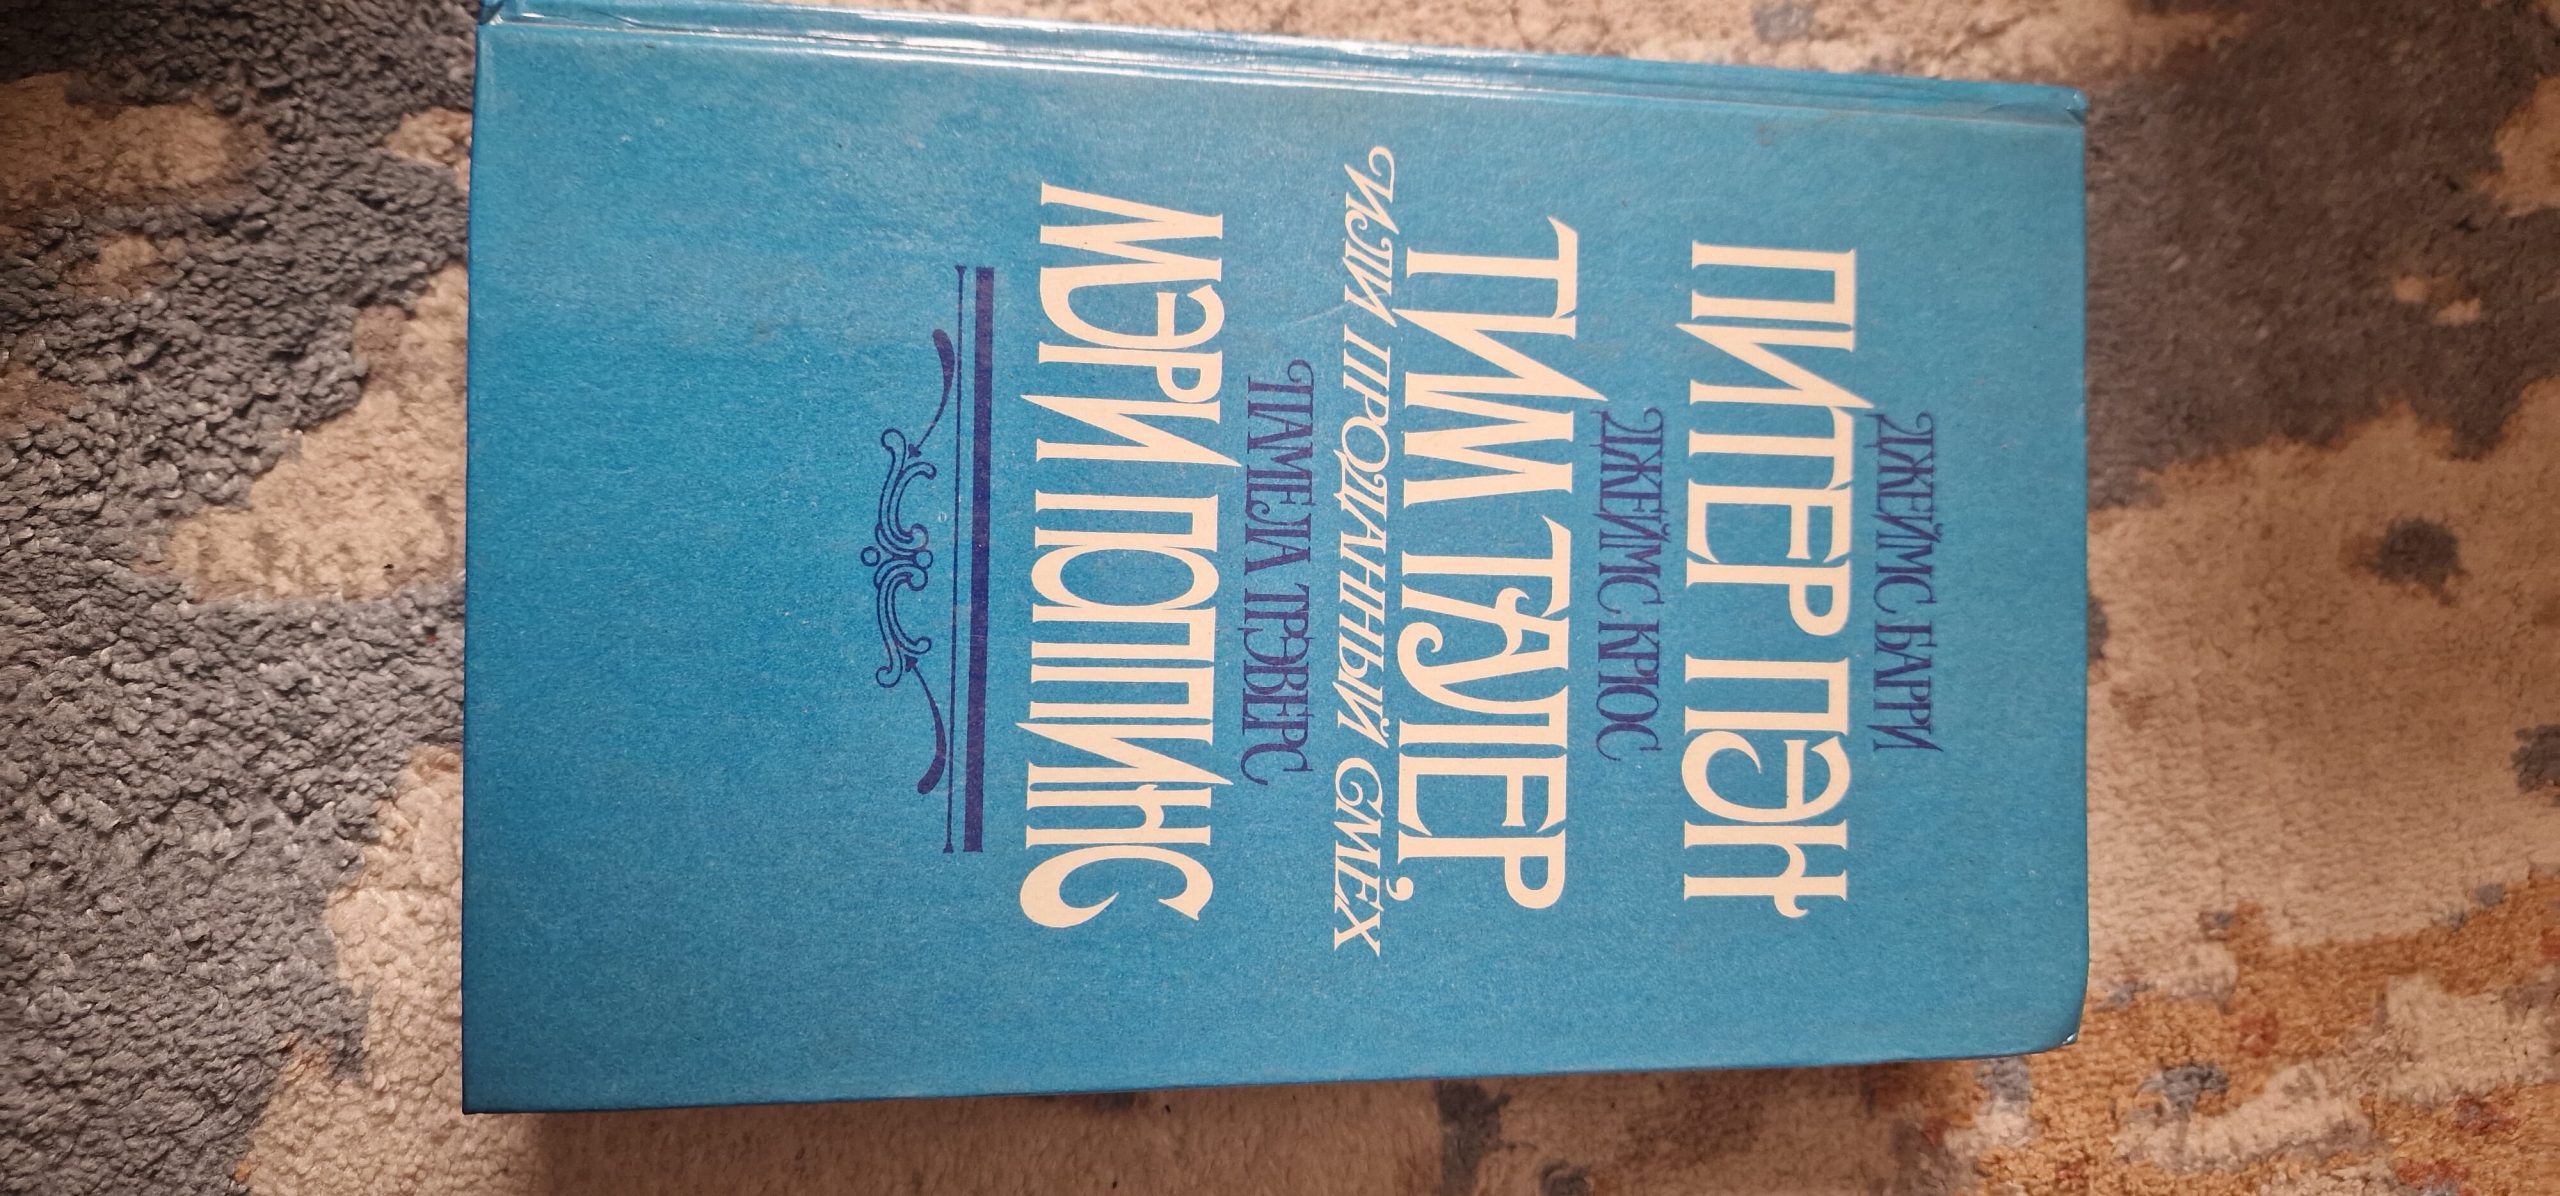 ДЖЕЙМС БАРРИ
ПИТЕР ПЭН
ДЖЕЙМС КРЮС
ТИМ ТАЛЕР
ИЛИ ПРОДАННЫЙ СМЕХ
ПАМЕЛА ТРЭВЕРС
МЭРИ ПОППИНС